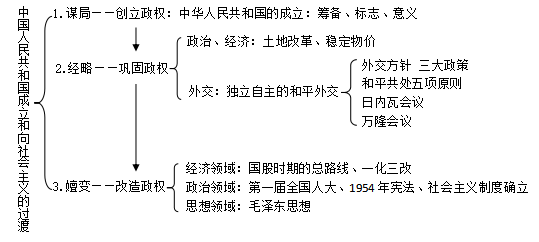 中国人民共和国成立和向社会主义的过渡
1.谋局——创立政权：中华人民共和国的成立：筹备、标志、意义
2.经略——巩固政权
政治、经济：土地改革、稳定物价
外交：独立自主的和平外交
外交方针 三大政策
和平共处五项原则
日内瓦会议
万隆会议
3.嬗变——改造政权
经济领域：国股时期的总路线、一化三改
政治领域：第一届全国人大、1954年宪法、社会主义制度确立
思想领域：毛泽东思想